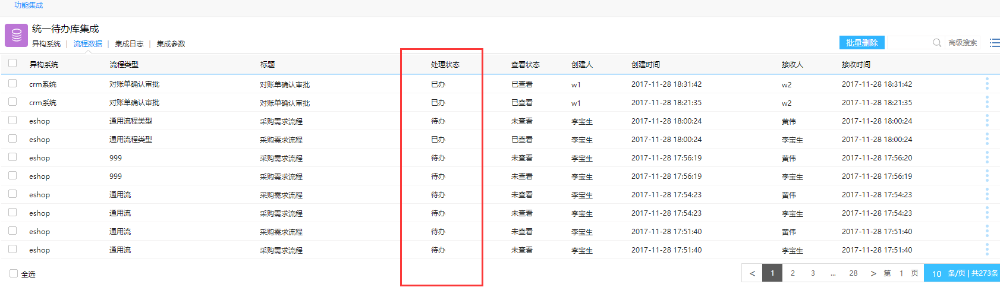 功能集成
统一待办库集成
异构系统 | 流程数据 | 集成日志 | 集成参数 批量删除 高级搜索
异构系统 流程类型 标题 处理状态 查看状态 创建人 创建时间 接收人 接收时间
crm系统 对账单确认审批 对账单确认审批 已办 已查看 w1 2017-11-28 18:31:42 w2 2017-11-28 18:31:42
crm系统 对账单确认审批 对账单确认审批 已办 已查看 w1 2017-11-28 18:21:35 w2 2017-11-28 18:21:35
eshop 通用流程类型 采购需求流程 待办 未查看 李宝生 2017-11-28 18:00:24 黄伟 2017-11-28 18:00:24
eshop 通用流程类型 采购需求流程 已办 已查看 李宝生 2017-11-28 18:00:24 李宝生 2017-11-28 18:00:24
eshop 999 采购需求流程 待办 未查看 李宝生 2017-11-28 17:56:19 黄伟 2017-11-28 17:56:20
eshop 999 采购需求流程 待办 未查看 李宝生 2017-11-28 17:56:19 李宝生 2017-11-28 17:56:19
eshop 通用流 采购需求流程 待办 未查看 李宝生 2017-11-28 17:54:23 黄伟 2017-11-28 17:54:23
eshop 通用流 采购需求流程 待办 未查看 李宝生 2017-11-28 17:54:23 李宝生 2017-11-28 17:54:23
eshop 通用流 采购需求流程 待办 未查看 李宝生 2017-11-28 17:51:40 黄伟 2017-11-28 17:51:40
eshop 通用流 采购需求流程 待办 未查看 李宝生 2017-11-28 17:51:40 李宝生 2017-11-28 17:51:40
全选 < 1 2 3 ... 28 > 第 1 页 10 条/页 | 共273条